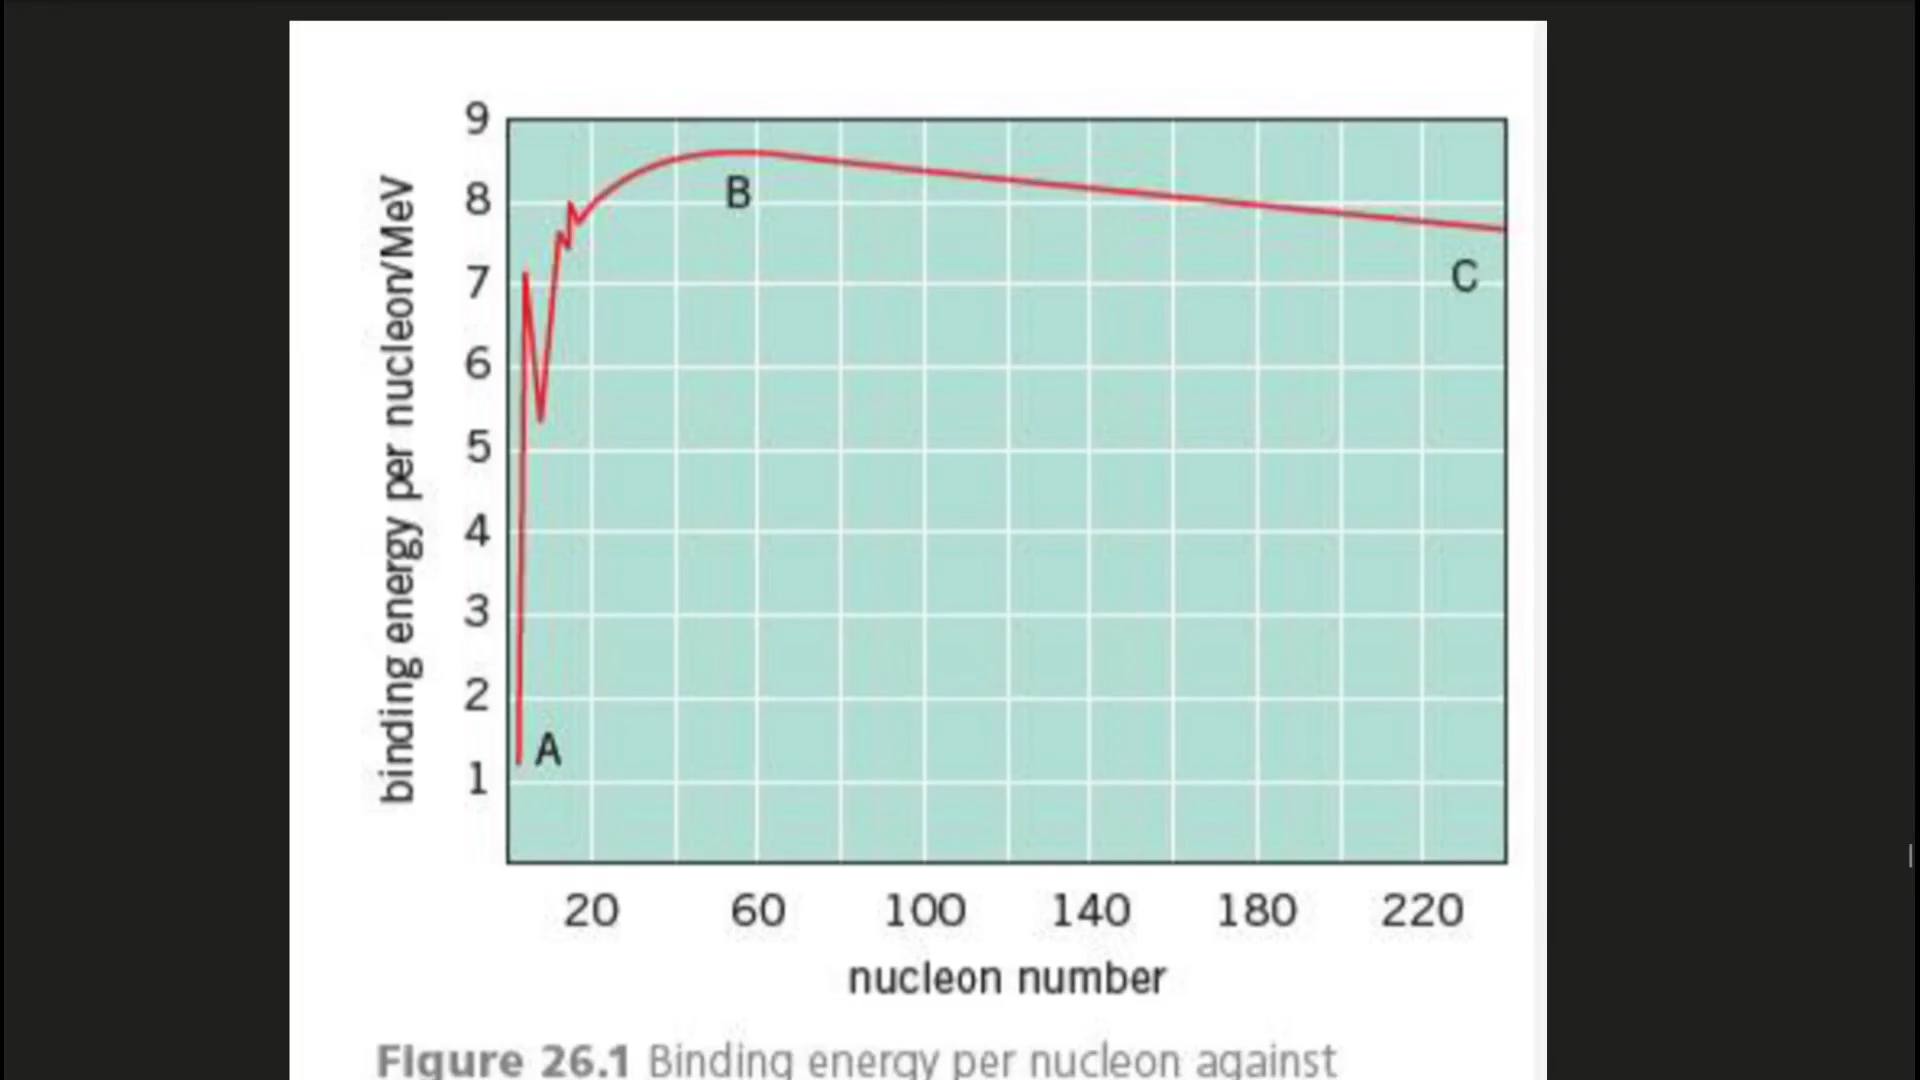 binding energy per nucleon/MeV
9
8
7
6
5
4
3
2
1
B
C
A
20 60 100 140 180 220
nucleon number
Figure 26.1 Binding energy per nucleon against